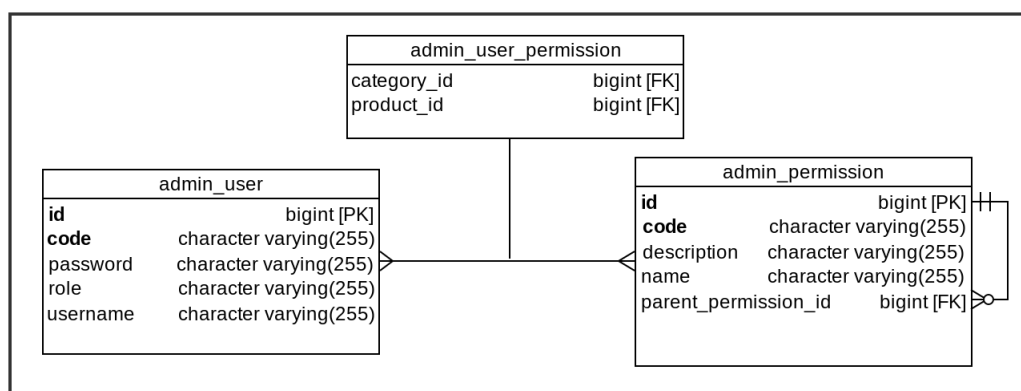 admin_user_permission
category_id bigint [FK]
product_id bigint [FK]
admin_user
id bigint [PK]
code character varying(255)
password character varying(255)
role character varying(255)
username character varying(255)
admin_permission
id bigint [PK]
code character varying(255)
description character varying(255)
name character varying(255)
parent_permission_id bigint [FK]